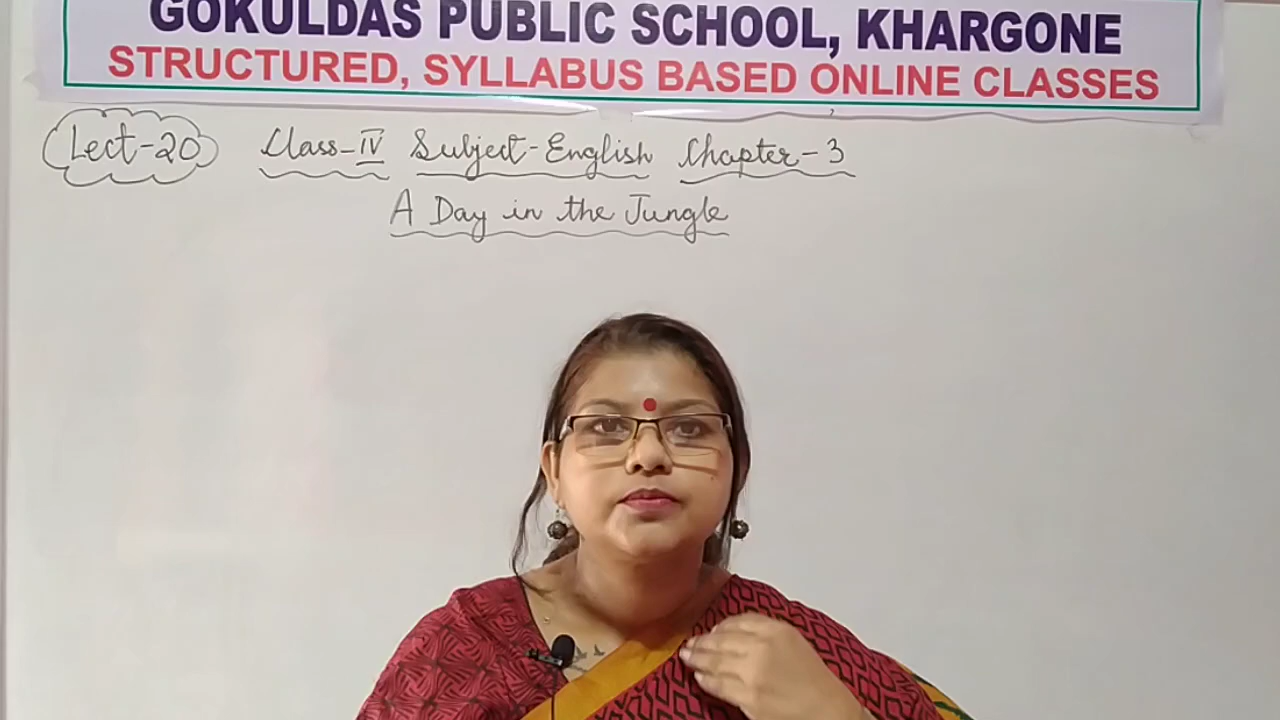 GOKULDAS PUBLIC SCHOOL, KHARGONE
STRUCTURED, SYLLABUS BASED ONLINE CLASSES
Lect-20 Class-IV Subject-English Chapter-3
A Day in the Jungle